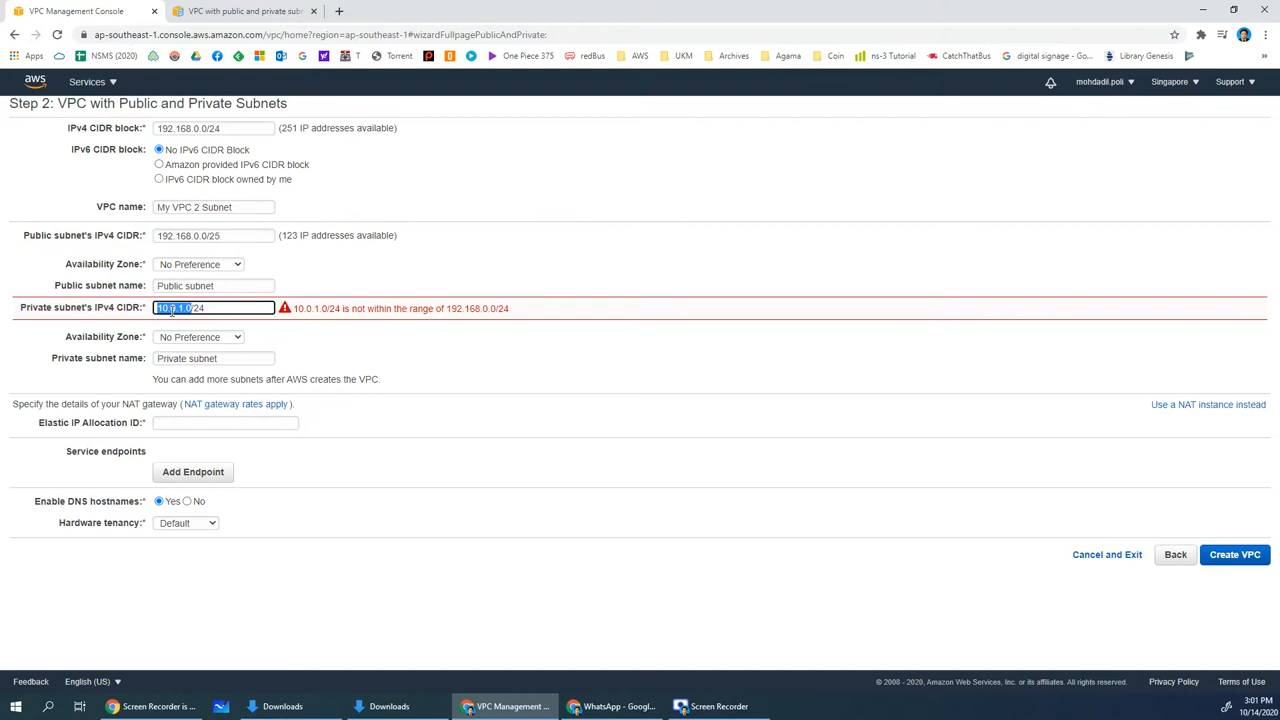 VPC Management Console
VPC with public and private subn
ap-southeast-1.console.aws.amazon.com/vpc/home?region=ap-southeast-1#wizardFullpagePublicAndPrivate:
Apps NSMS (2020) T Torrent One Piece 375 redBus AWS UKM Archives Agama Coin ns-3 Tutorial CatchThatBus digital signage - Go... Library Genesis
aws Services mohdadil.poli Singapore Support
Step 2: VPC with Public and Private Subnets
IPv4 CIDR block:* 192.168.0.0/24 (251 IP addresses available)
IPv6 CIDR block: No IPv6 CIDR Block
Amazon provided IPv6 CIDR block
IPv6 CIDR block owned by me
VPC name: My VPC 2 Subnet
Public subnet's IPv4 CIDR:* 192.168.0.0/25 (123 IP addresses available)
Availability Zone:* No Preference
Public subnet name: Public subnet
Private subnet's IPv4 CIDR:* 10.0.1.0/24 10.0.1.0/24 is not within the range of 192.168.0.0/24
Availability Zone:* No Preference
Private subnet name: Private subnet
You can add more subnets after AWS creates the VPC.
Specify the details of your NAT gateway (NAT gateway rates apply). Use a NAT instance instead
Elastic IP Allocation ID:*
Service endpoints
Add Endpoint
Enable DNS hostnames:* Yes No
Hardware tenancy:* Default
Cancel and Exit Back Create VPC
Feedback English (US) © 2008 - 2020, Amazon Web Services, Inc. or its affiliates. All rights reserved. Privacy Policy Terms of Use
Screen Recorder is ... Downloads Downloads VPC Management ... WhatsApp - Googl... Screen Recorder 3:01 PM
10/14/2020